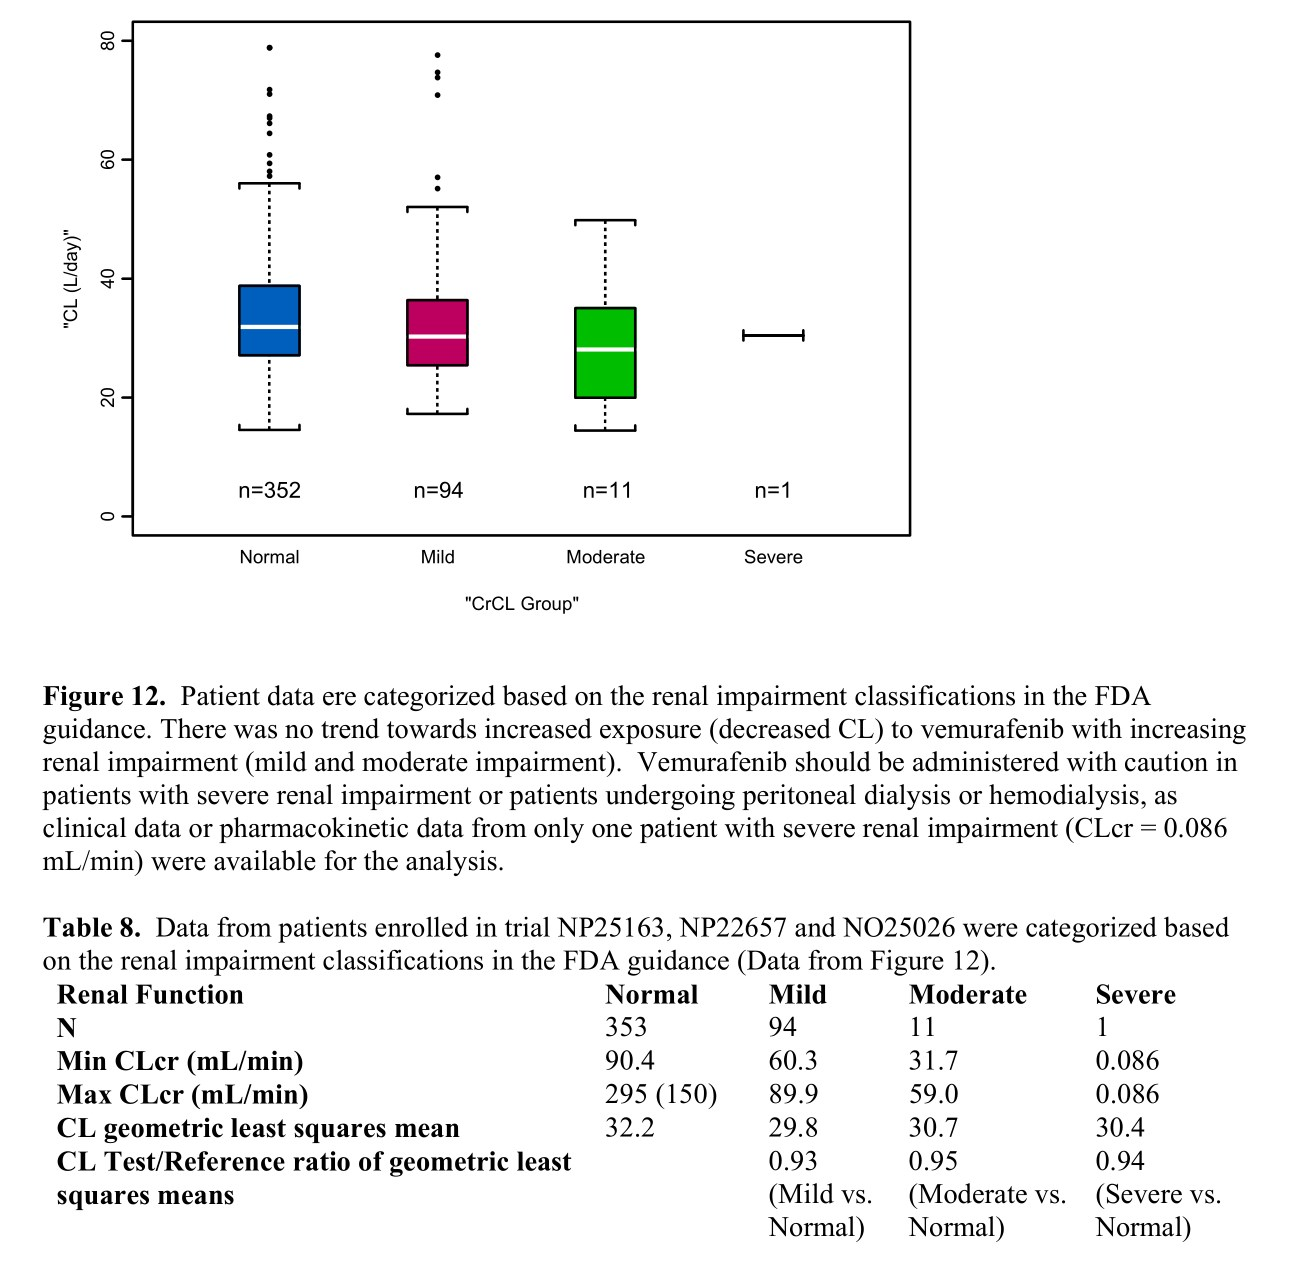 80
60
40
20
0
"CL (L/day)"
n=352 n=94 n=11 n=1
Normal Mild Moderate Severe
"CrCL Group"
Figure 12. Patient data ere categorized based on the renal impairment classifications in the FDA
guidance. There was no trend towards increased exposure (decreased CL) to vemurafenib with increasing
renal impairment (mild and moderate impairment). Vemurafenib should be administered with caution in
patients with severe renal impairment or patients undergoing peritoneal dialysis or hemodialysis, as
clinical data or pharmacokinetic data from only one patient with severe renal impairment (CLcr = 0.086
mL/min) were available for the analysis.
Table 8. Data from patients enrolled in trial NP25163, NP22657 and NO25026 were categorized based
on the renal impairment classifications in the FDA guidance (Data from Figure 12).
Renal Function Normal Mild Moderate Severe
N 353 94 11 1
Min CLcr (mL/min) 90.4 60.3 31.7 0.086
Max CLcr (mL/min) 295 (150) 89.9 59.0 0.086
CL geometric least squares mean 32.2 29.8 30.7 30.4
CL Test/Reference ratio of geometric least 0.93 0.95 0.94
squares means (Mild vs. (Moderate vs. (Severe vs.
Normal) Normal) Normal)